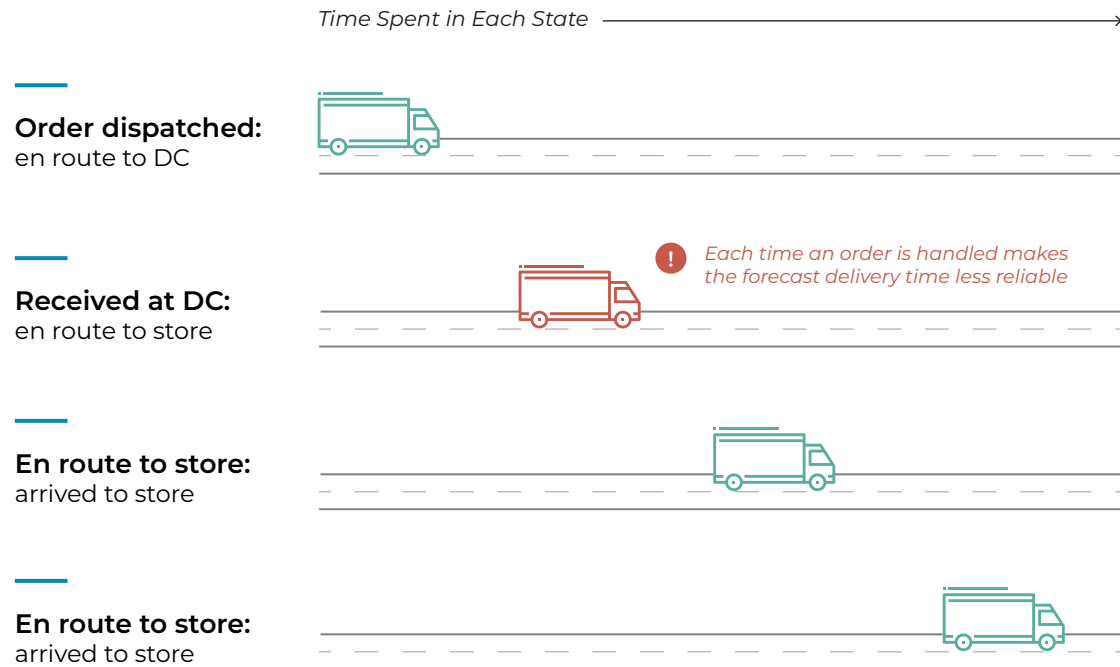 Time Spent in Each State
Order dispatched:
en route to DC
! Each time an order is handled makes
the forecast delivery time less reliable
Received at DC:
en route to store
En route to store:
arrived to store
En route to store:
arrived to store